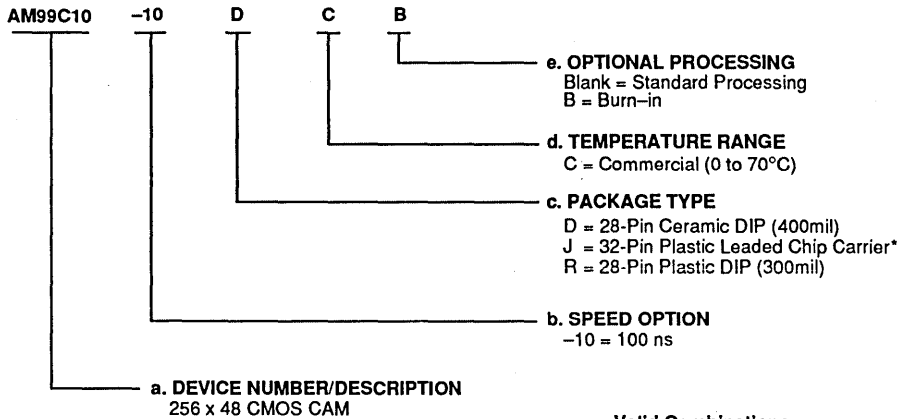 AM99C10 –10 D C B
e. OPTIONAL PROCESSING
Blank = Standard Processing
B = Burn–in
d. TEMPERATURE RANGE
C = Commercial (0 to 70°C)
c. PACKAGE TYPE
D = 28-Pin Ceramic DIP (400mil)
J = 32-Pin Plastic Leaded Chip Carrier*
R = 28-Pin Plastic DIP (300mil)
b. SPEED OPTION
–10 = 100 ns
a. DEVICE NUMBER/DESCRIPTION
256 x 48 CMOS CAM
Valid Combinations